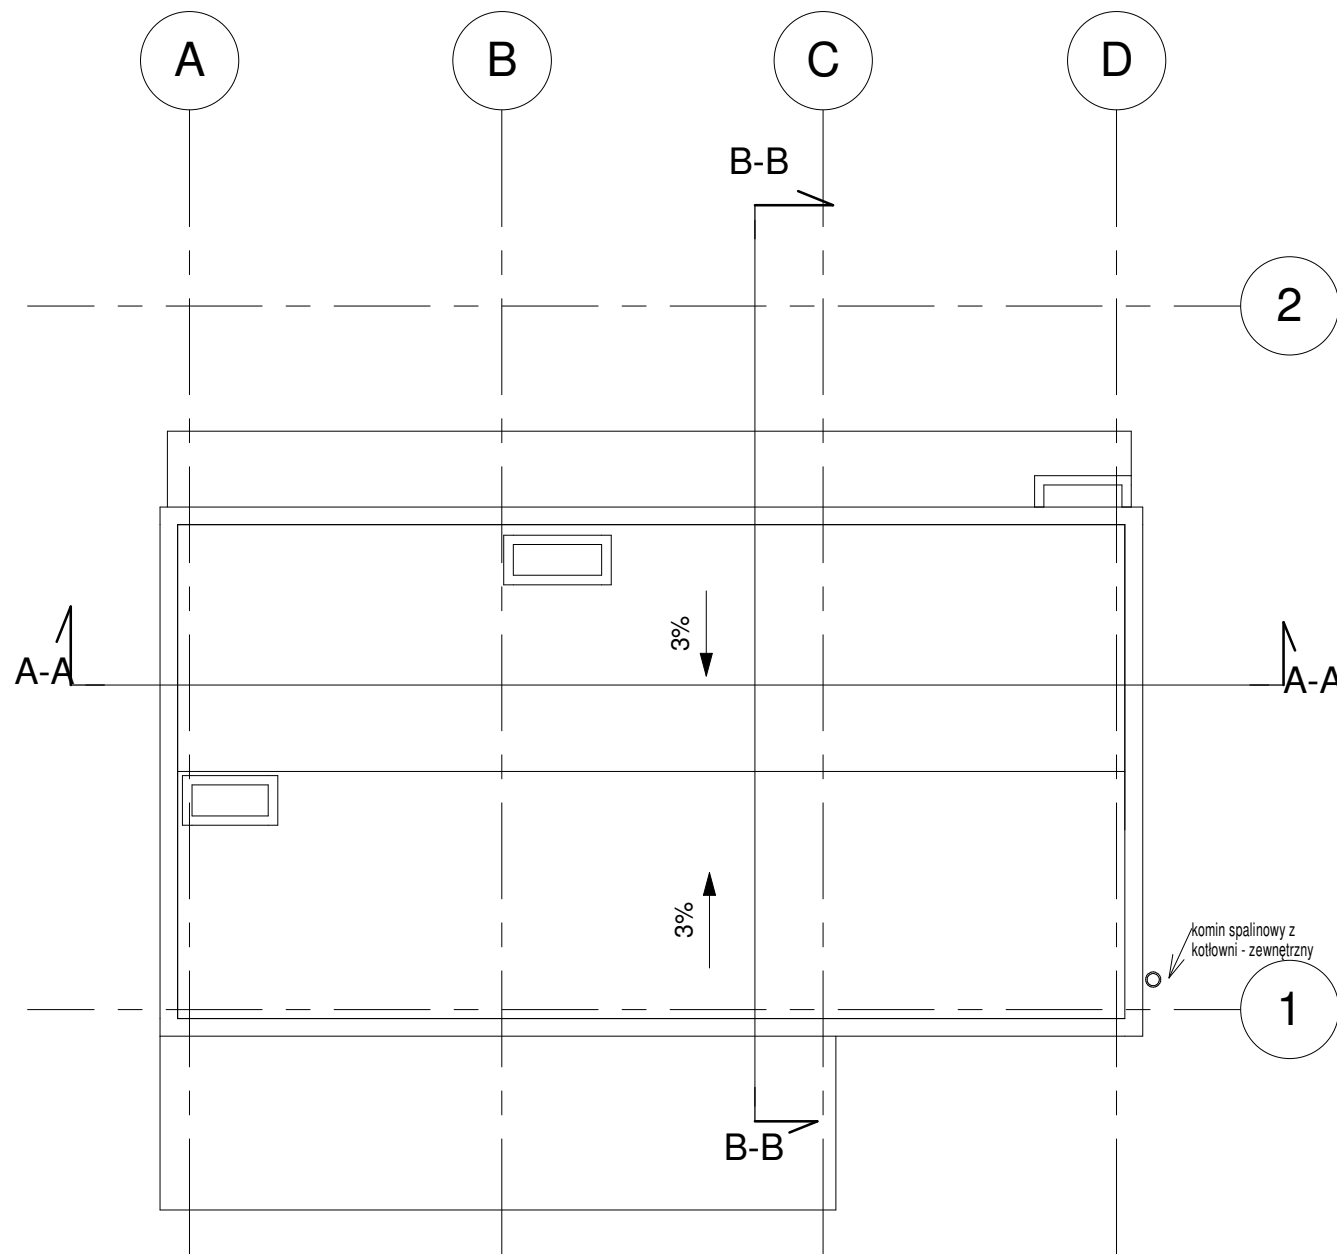 A
B
C
D
B-B
2
3%
A-A
A-A
3%
komin spalinowy z
kotłowni - zewnętrzny
1
B-B